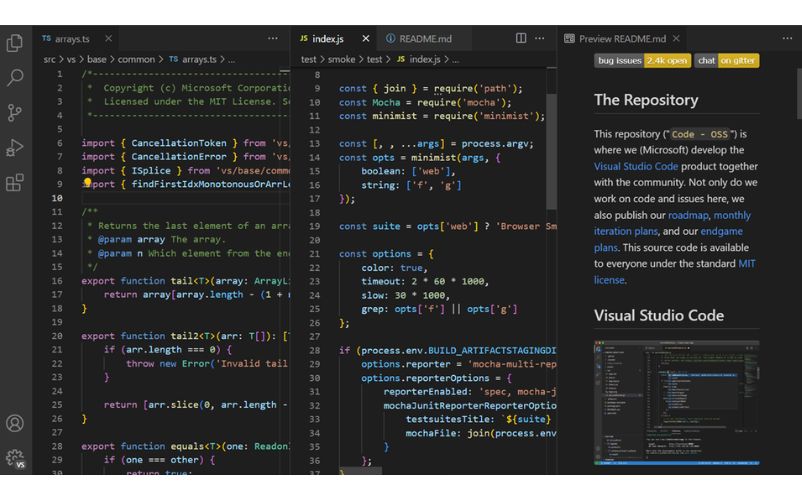 TS arrays.ts
src > vs > base > common > TS arrays.ts > ...
1 /*---------------------------------
2 * Copyright (c) Microsoft Corporatio
3 * Licensed under the MIT License. Se
4 *---------------------------------
5
6 import { CancellationToken } from 'vs/
7 import { CancellationError } from 'vs/
8 import { ISplice } from 'vs/base/commo
9 import { findFirstIdxMonotonousOrArrLe
10
11 /**
12 * Returns the last element of an arra
13 * @param array The array.
14 * @param n Which element from the end
15 */
16 export function tail<T>(array: ArrayLi
17 return array[array.length - (1 + n
18 }
19
20 export function tail2<T>(arr: T[]): [T
21 if (arr.length === 0) {
22 throw new Error('Invalid tail
23 }
24
25 return [arr.slice(0, arr.length -
26 }
27
28 export function equals<T>(one: Readonl
29 if (one === other) {
30 return true;
JS index.js
README.md
test > smoke > test > JS index.js > ...
8
9 const { join } = require('path');
10 const Mocha = require('mocha');
11 const minimist = require('minimist');
12
13 const [, , ...args] = process.argv;
14 const opts = minimist(args, {
15 boolean: ['web'],
16 string: ['f', 'g']
17 });
18
19 const suite = opts['web'] ? 'Browser Sm
20
21 const options = {
22 color: true,
23 timeout: 2 * 60 * 1000,
24 slow: 30 * 1000,
25 grep: opts['f'] || opts['g']
26 };
27
28 if (process.env.BUILD_ARTIFACTSTAGINGDI
29 options.reporter = 'mocha-multi-rep
30 options.reporterOptions = {
31 reporterEnabled: 'spec, mocha-j
32 mochaJunitReporterReporterOptio
33 testsuitesTitle: `${suite}
34 mochaFile: join(process.env
35 }
36 };
37 }
Preview README.md
bug issues 2.4k open chat on gitter
The Repository
This repository ("Code - OSS") is
where we (Microsoft) develop the
Visual Studio Code product together
with the community. Not only do we
work on code and issues here, we
also publish our roadmap, monthly
iteration plans, and our endgame
plans. This source code is available
to everyone under the standard MIT
license.
Visual Studio Code
VS